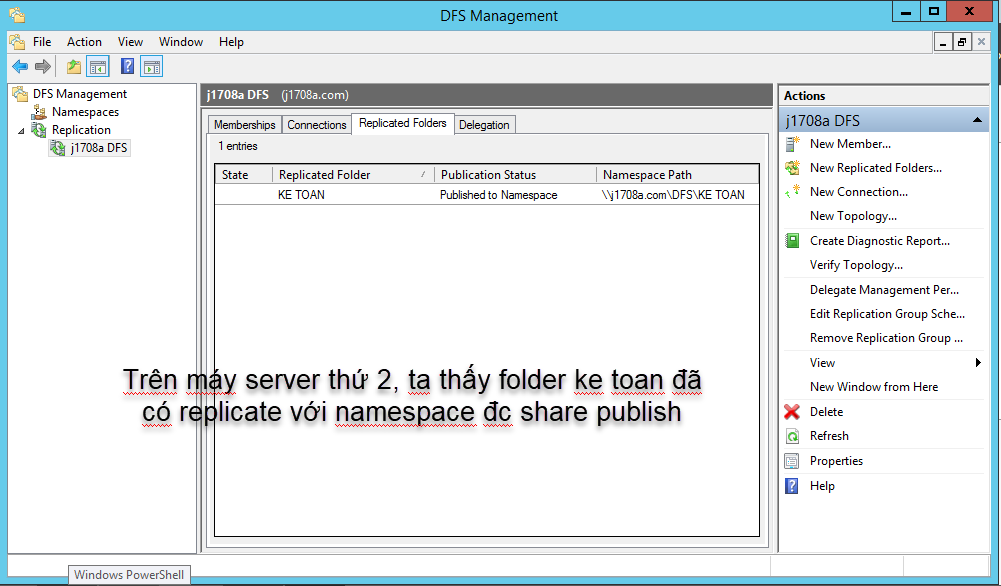 DFS Management
File Action View Window Help
DFS Management
Namespaces
Replication
j1708a DFS
j1708a DFS (j1708a.com)
Memberships Connections Replicated Folders Delegation
1 entries
State Replicated Folder Publication Status Namespace Path
KE TOAN Published to Namespace \\j1708a.com\DFS\KE TOAN
Trên máy server thứ 2, ta thấy folder ke toan đã
có replicate với namespace đc share publish
Actions
j1708a DFS
New Member...
New Replicated Folders...
New Connection...
New Topology...
Create Diagnostic Report...
Verify Topology...
Delegate Management Per...
Edit Replication Group Sche...
Remove Replication Group ...
View
New Window from Here
Delete
Refresh
Properties
Help
Windows PowerShell